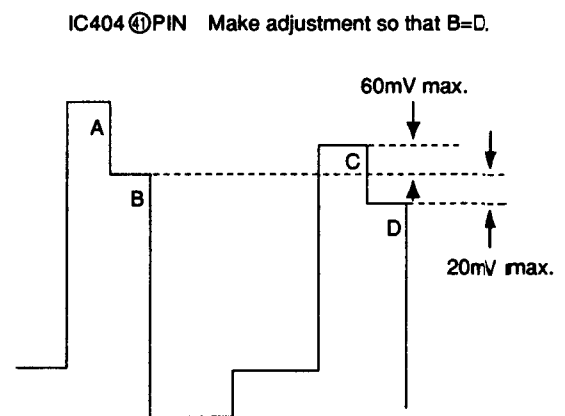 IC404 ㊶PIN Make adjustment so that B=D.
60mV max.
A
C
B
D
20mV max.